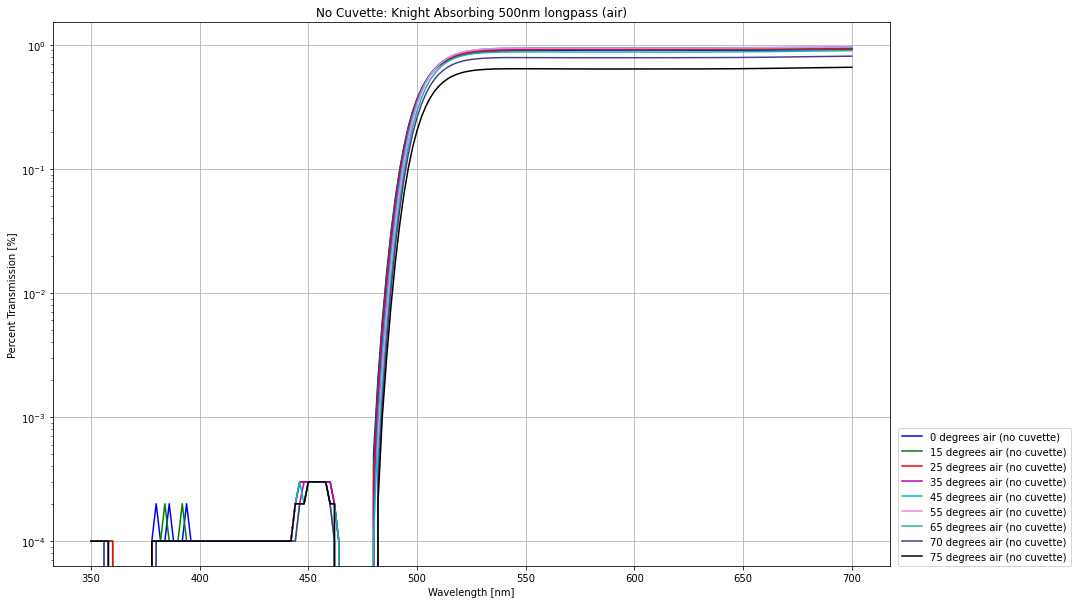 No Cuvette: Knight Absorbing 500nm longpass (air)
Percent Transmission [%]
10⁰
10⁻¹
10⁻²
10⁻³
10⁻⁴
350 400 450 500 550 600 650 700
Wavelength [nm]
0 degrees air (no cuvette)
15 degrees air (no cuvette)
25 degrees air (no cuvette)
35 degrees air (no cuvette)
45 degrees air (no cuvette)
55 degrees air (no cuvette)
65 degrees air (no cuvette)
70 degrees air (no cuvette)
75 degrees air (no cuvette)